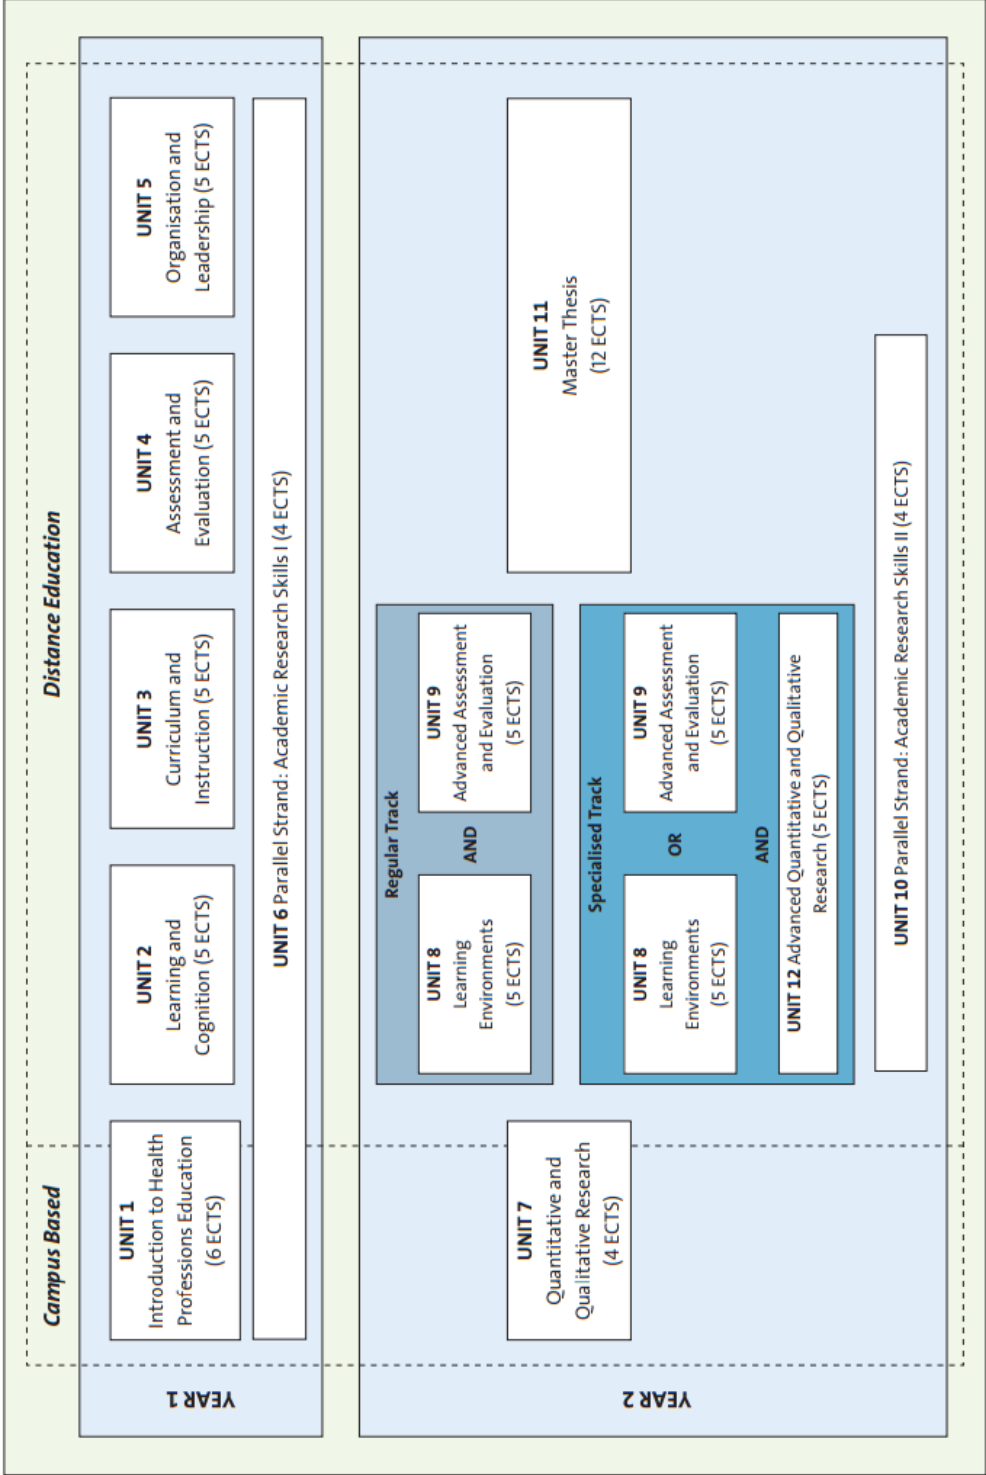 Campus Based
Distance Education
YEAR 1
UNIT 1
Introduction to Health
Professions Education
(6 ECTS)
UNIT 2
Learning and
Cognition (5 ECTS)
UNIT 3
Curriculum and
Instruction (5 ECTS)
UNIT 4
Assessment and
Evaluation (5 ECTS)
UNIT 5
Organisation and
Leadership (5 ECTS)
UNIT 6 Parallel Strand: Academic Research Skills I (4 ECTS)
YEAR 2
UNIT 7
Quantitative and
Qualitative Research
(4 ECTS)
Regular Track
UNIT 8
Learning
Environments
(5 ECTS)
AND
UNIT 9
Advanced Assessment
and Evaluation
(5 ECTS)
Specialised Track
UNIT 8
Learning
Environments
(5 ECTS)
OR
UNIT 9
Advanced Assessment
and Evaluation
(5 ECTS)
AND
UNIT 12 Advanced Quantitative and Qualitative
Research (5 ECTS)
UNIT 11
Master Thesis
(12 ECTS)
UNIT 10 Parallel Strand: Academic Research Skills II (4 ECTS)